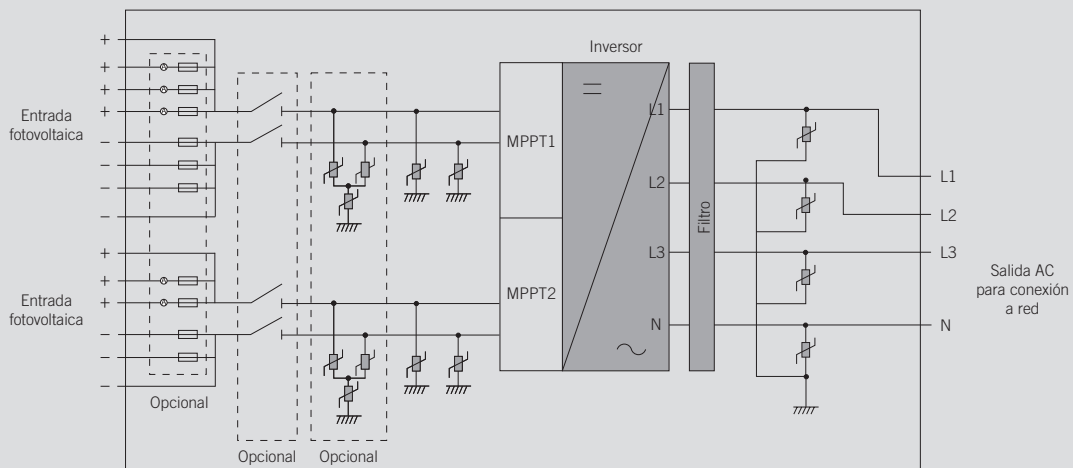 Inversor
+
+
+
+
Entrada
fotovoltaica
−
−
−
−
MPPT1
L1
L2
L3
N
Filtro
L1
L2
L3
N
Salida AC
para conexión
a red
+
+
+
Entrada
fotovoltaica
−
−
−
MPPT2
Opcional
Opcional
Opcional